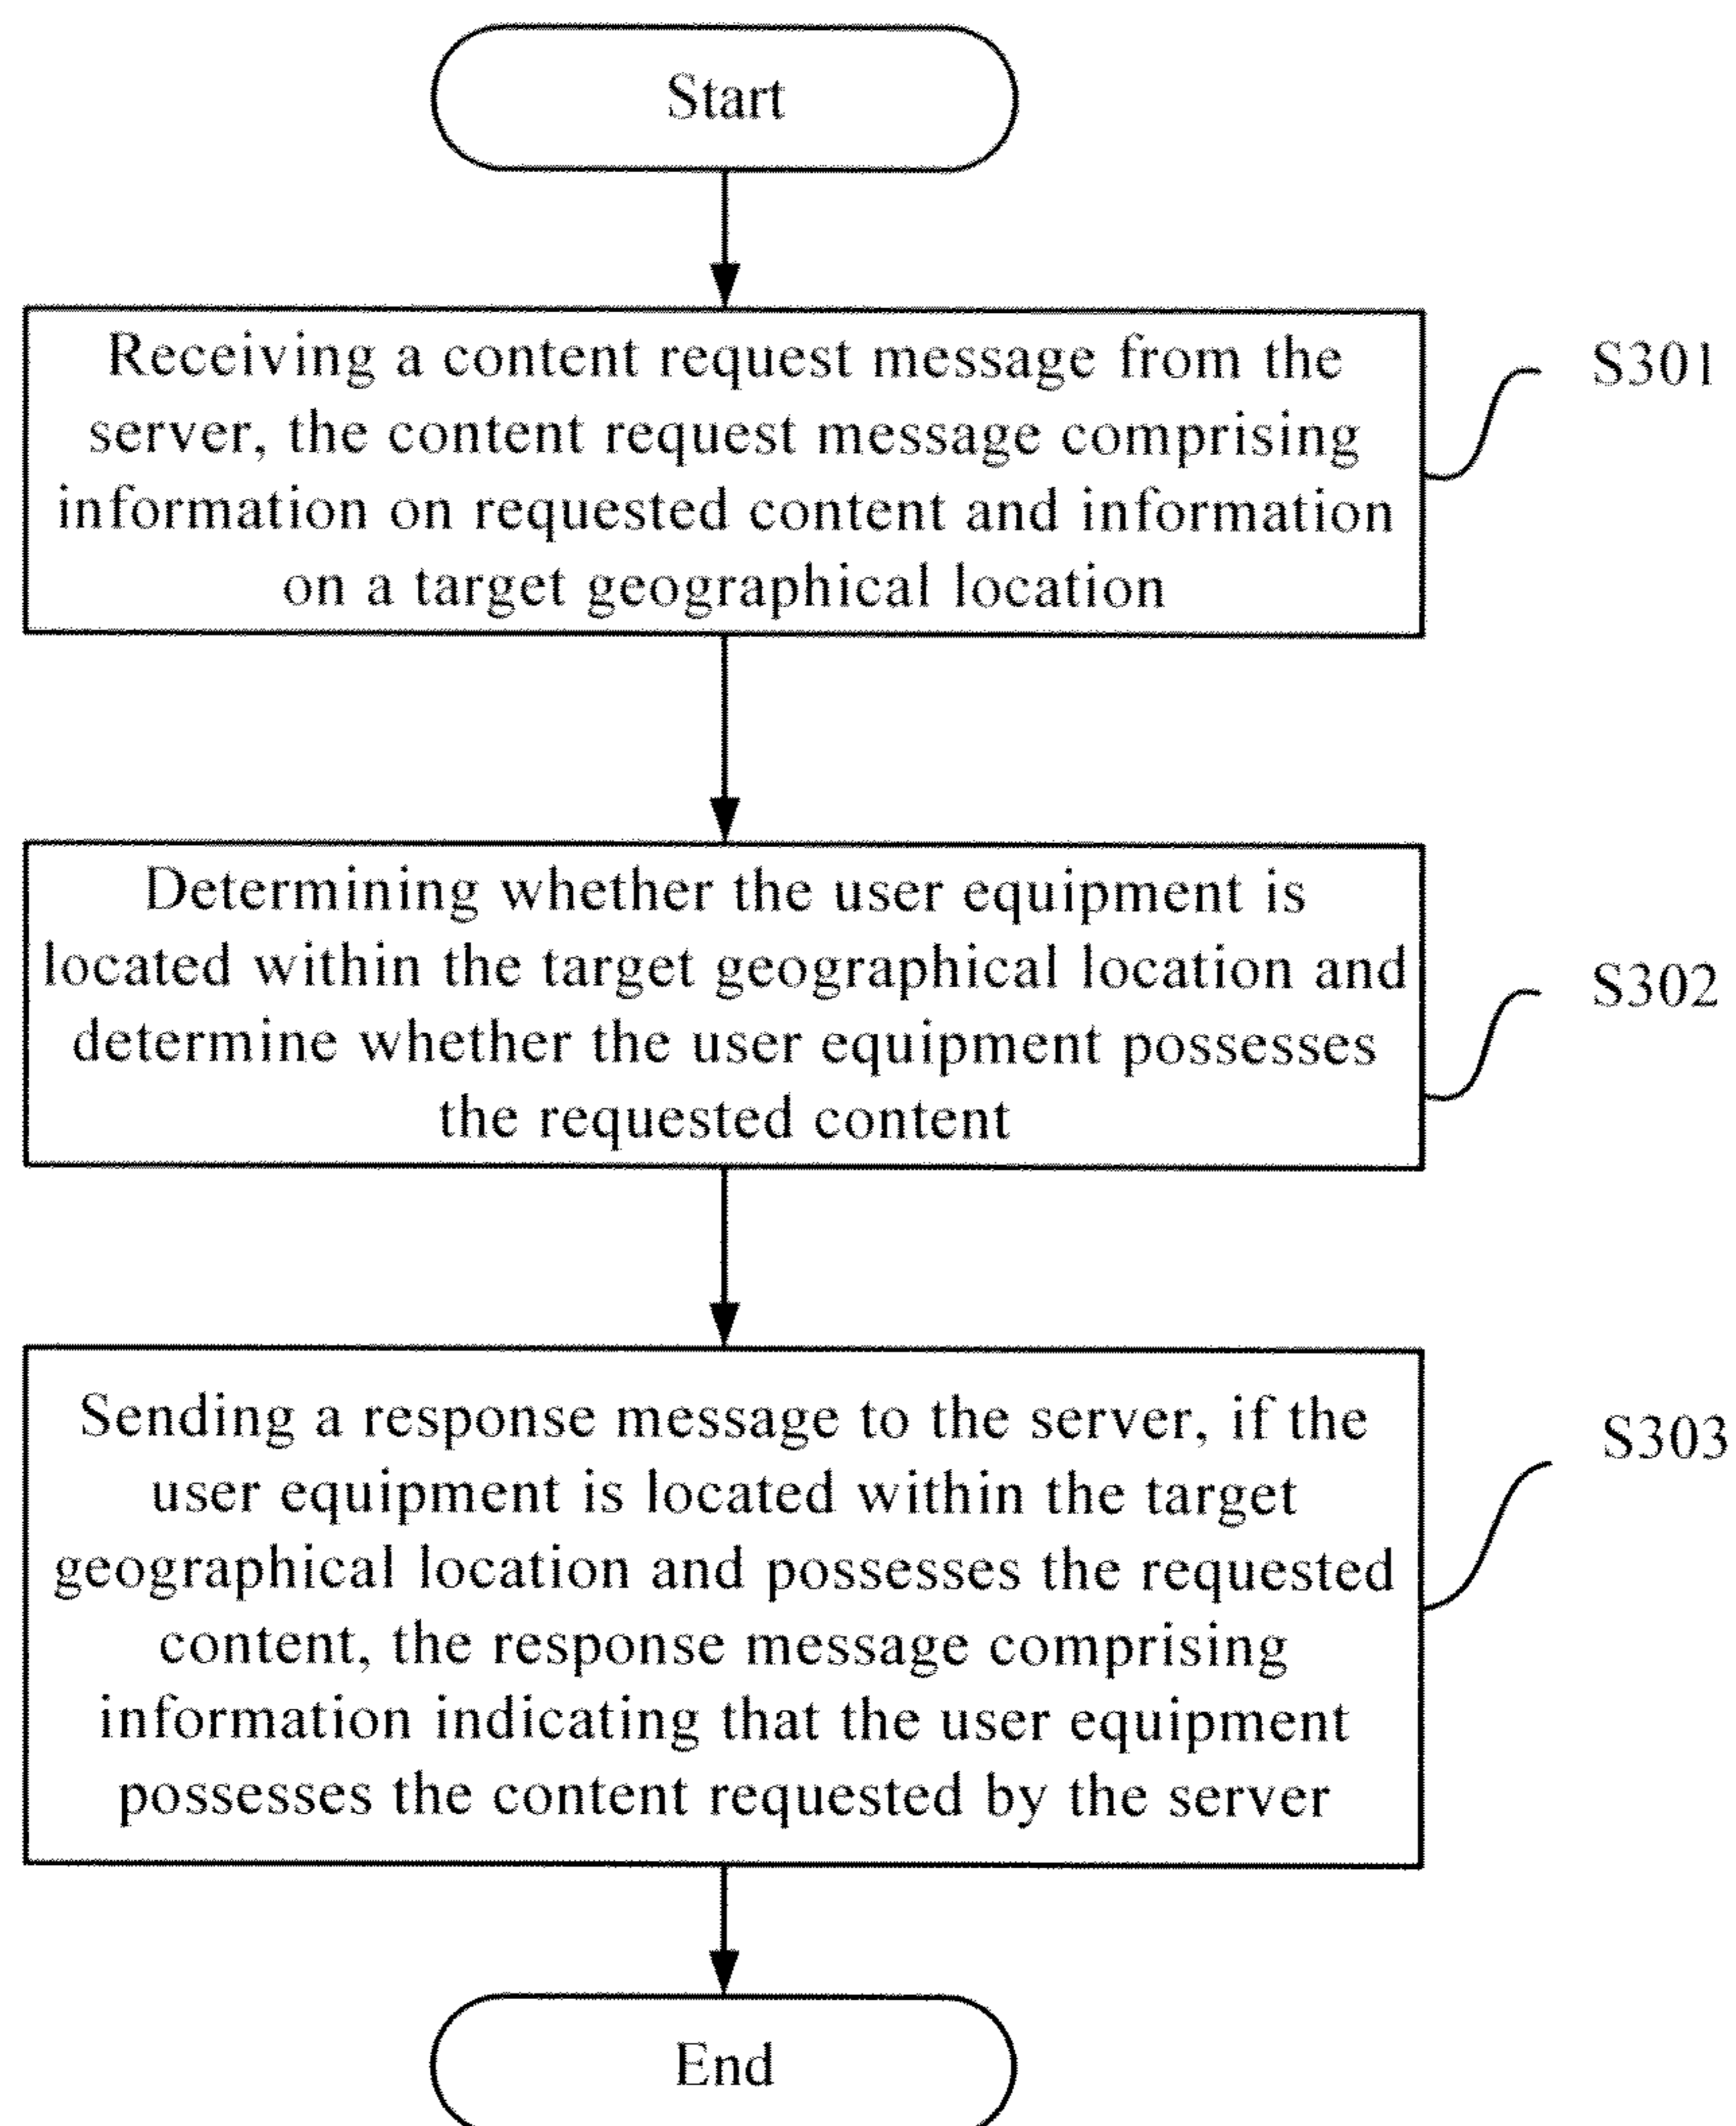 Start
Receiving a content request message from the
server, the content request message comprising
information on requested content and information
on a target geographical location
S301
Determining whether the user equipment is
located within the target geographical location and
determine whether the user equipment possesses
the requested content
S302
Sending a response message to the server, if the
user equipment is located within the target
geographical location and possesses the requested
content, the response message comprising
information indicating that the user equipment
possesses the content requested by the server
S303
End